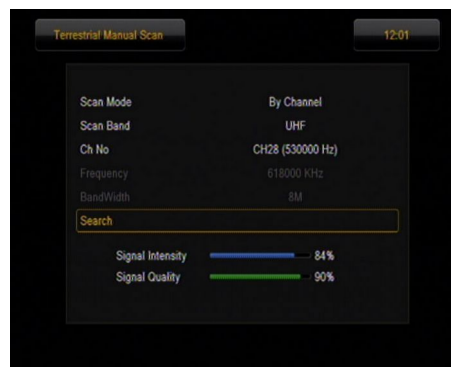 Terrestrial Manual Scan 12:01
Scan Mode By Channel
Scan Band UHF
Ch No CH28 (530000 Hz)
Frequency 618000 KHz
BandWidth 8M
Search
Signal Intensity 84%
Signal Quality 90%